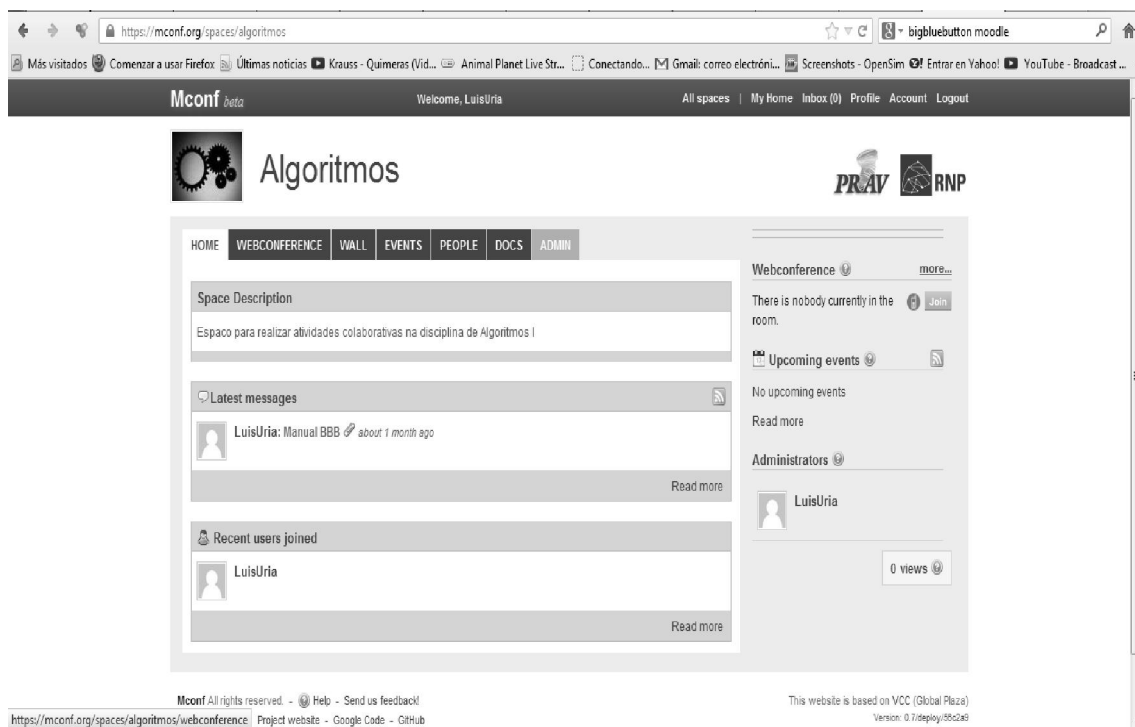 https://mconf.org/spaces/algoritmos
bigbluebutton moodle
Más visitados Comenzar a usar Firefox Últimas noticias Krauss - Quimeras (Vid... Animal Planet Live Str... Conectando... Gmail: correo electróni... Screenshots - OpenSim Entrar en Yahoo! YouTube - Broadcast ...
Mconf beta Welcome, LuisUria All spaces | My Home Inbox (0) Profile Account Logout
Algoritmos
PRAV RNP
HOME WEBCONFERENCE WALL EVENTS PEOPLE DOCS ADMIN
Space Description
Espaco para realizar atividades colaborativas na disciplina de Algoritmos I
Latest messages
LuisUria: Manual BBB about 1 month ago
Read more
Recent users joined
LuisUria
Read more
Webconference more...
There is nobody currently in the room. Join
Upcoming events
No upcoming events
Read more
Administrators
LuisUria
0 views
Mconf All rights reserved. - Help - Send us feedback!
https://mconf.org/spaces/algoritmos/webconference Project website - Google Code - GitHub
This website is based on VCC (Global Plaza)
Version: 0.7/deploy/